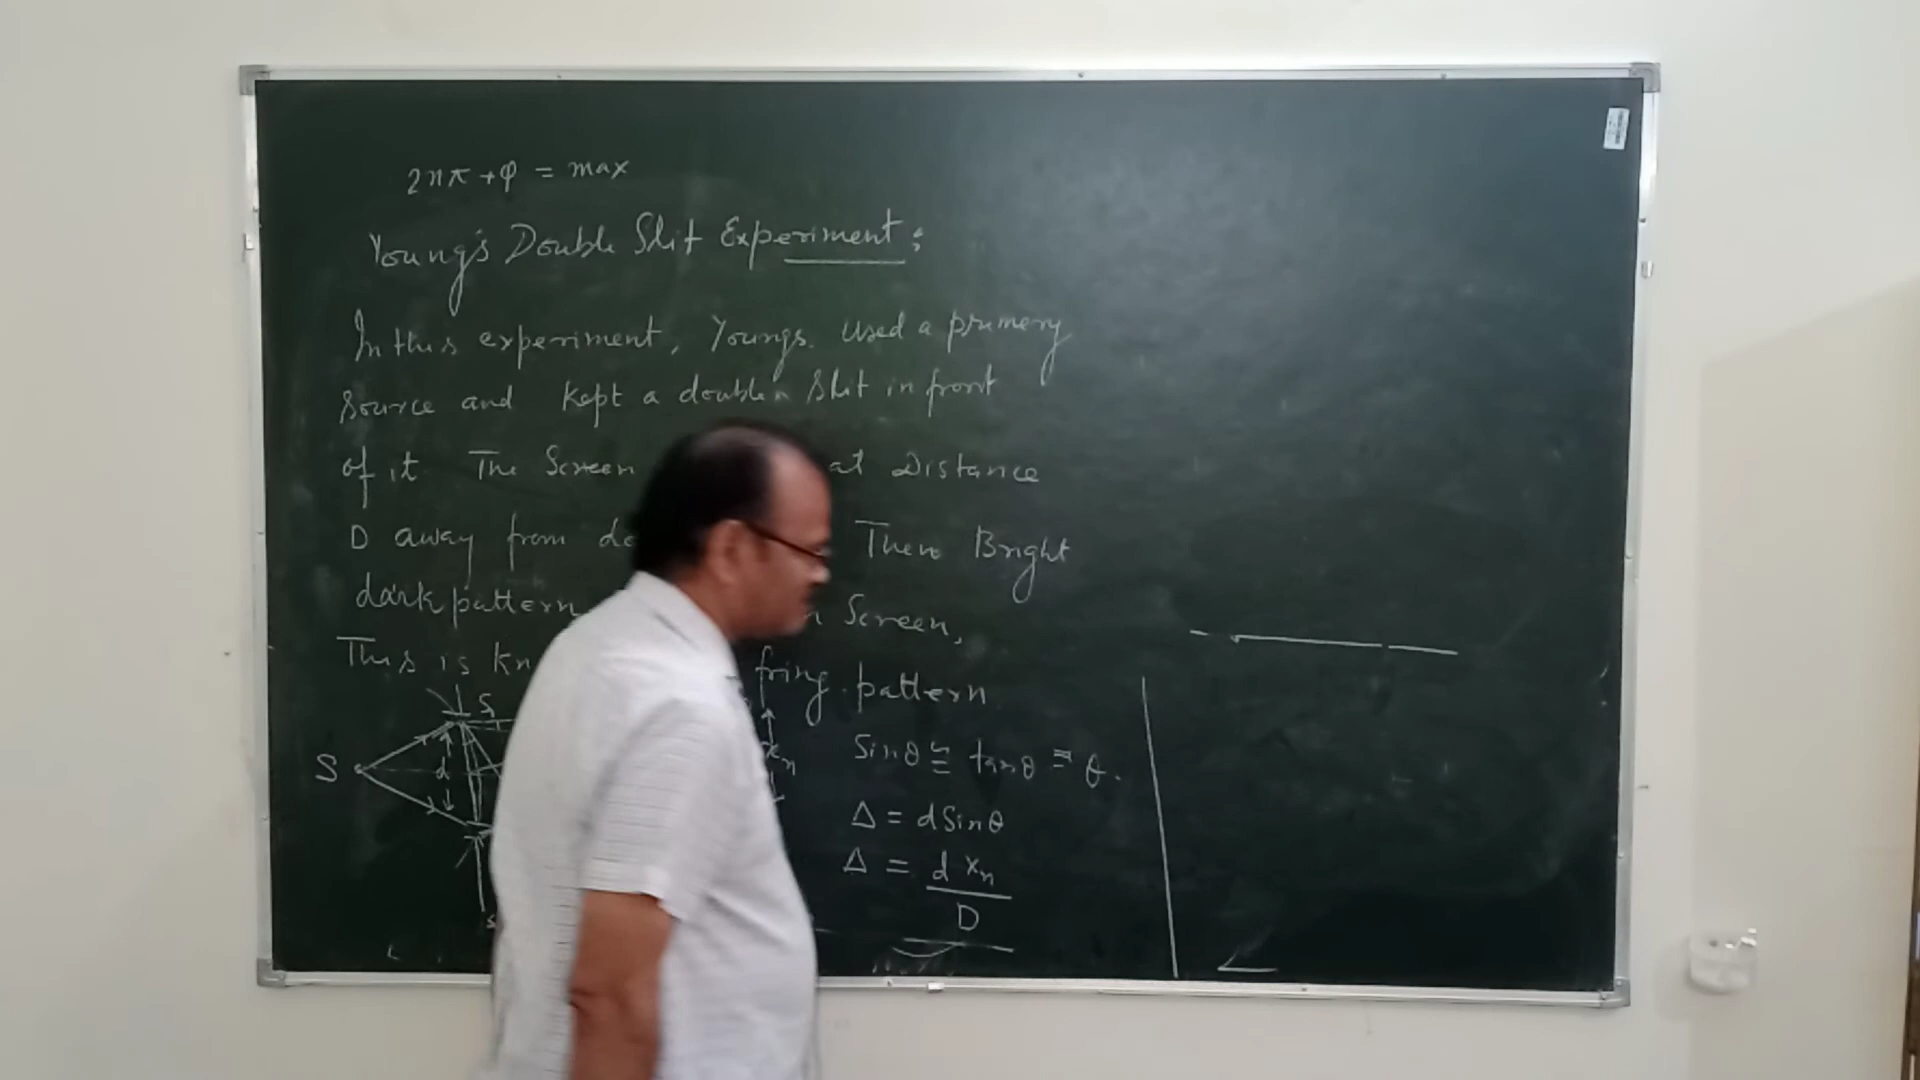 2nπ + φ = max
Young's Double Slit Experiment :
In this experiment, Youngs. used a primery
Source and kept a double slit in front
of it The Screen at Distance
D away from Then Bright
dark pattern Screen,
This is fring pattern
S₁
S d xₙ Sinθ ≅ tanθ = θ.
Δ = d Sinθ
Δ = d xₙ / D